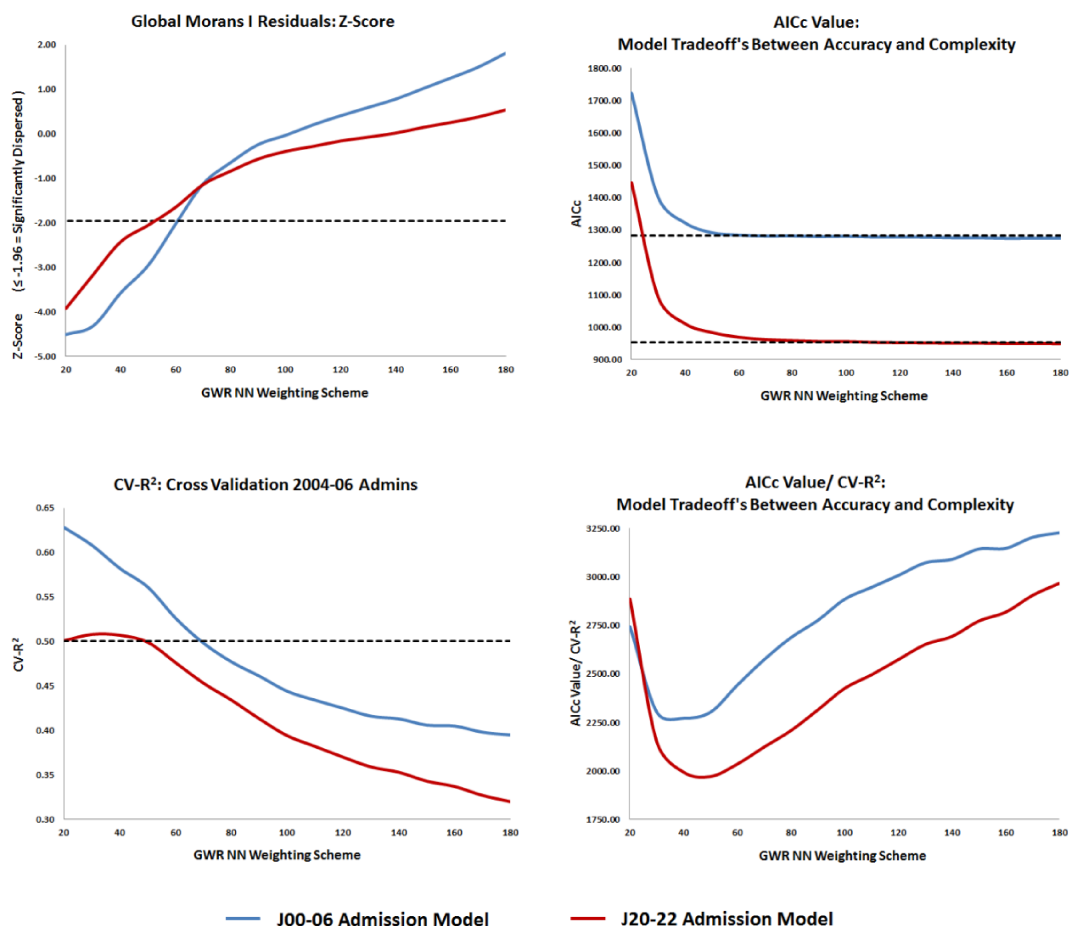 Global Morans I Residuals: Z-Score
2.00
1.00
0.00
-1.00
-2.00
-3.00
-4.00
-5.00
Z-Score (≤ -1.96 = Significantly Dispersed )
20 40 60 80 100 120 140 160 180
GWR NN Weighting Scheme
AICc Value:
Model Tradeoff's Between Accuracy and Complexity
1800.00
1700.00
1600.00
1500.00
1400.00
1300.00
1200.00
1100.00
1000.00
900.00
AICc
20 40 60 80 100 120 140 160 180
GWR NN Weighting Scheme
CV-R²: Cross Validation 2004-06 Admins
0.65
0.60
0.55
0.50
0.45
0.40
0.35
0.30
CV-R²
20 40 60 80 100 120 140 160 180
GWR NN Weighting Scheme
AICc Value/ CV-R²:
Model Tradeoff's Between Accuracy and Complexity
3250.00
3000.00
2750.00
2500.00
2250.00
2000.00
1750.00
AICc Value/ CV-R²
20 40 60 80 100 120 140 160 180
GWR NN Weighting Scheme
J00-06 Admission Model
J20-22 Admission Model